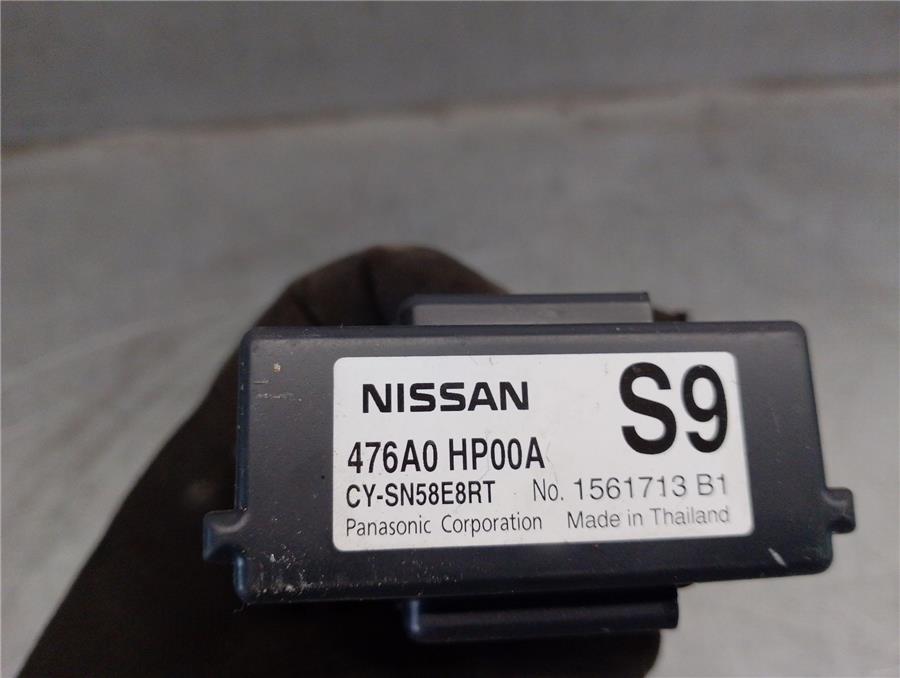 NISSAN S9
476A0 HP00A
CY-SN58E8RT No. 1561713 B1
Panasonic Corporation Made in Thailand